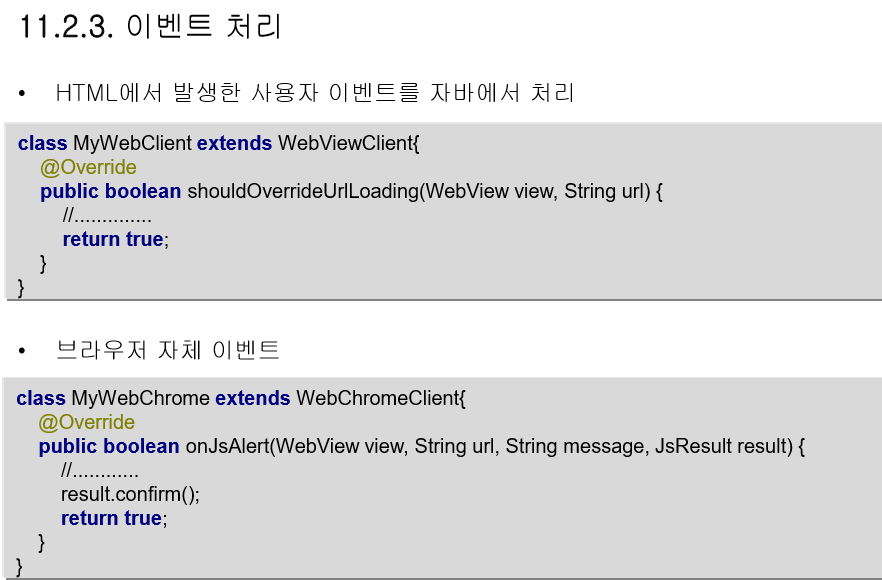 11.2.3. 이벤트 처리
• HTML에서 발생한 사용자 이벤트를 자바에서 처리
class MyWebClient extends WebViewClient{
@Override
public boolean shouldOverrideUrlLoading(WebView view, String url) {
//..............
return true;
}
}
• 브라우저 자체 이벤트
class MyWebChrome extends WebChromeClient{
@Override
public boolean onJsAlert(WebView view, String url, String message, JsResult result) {
//............
result.confirm();
return true;
}
}